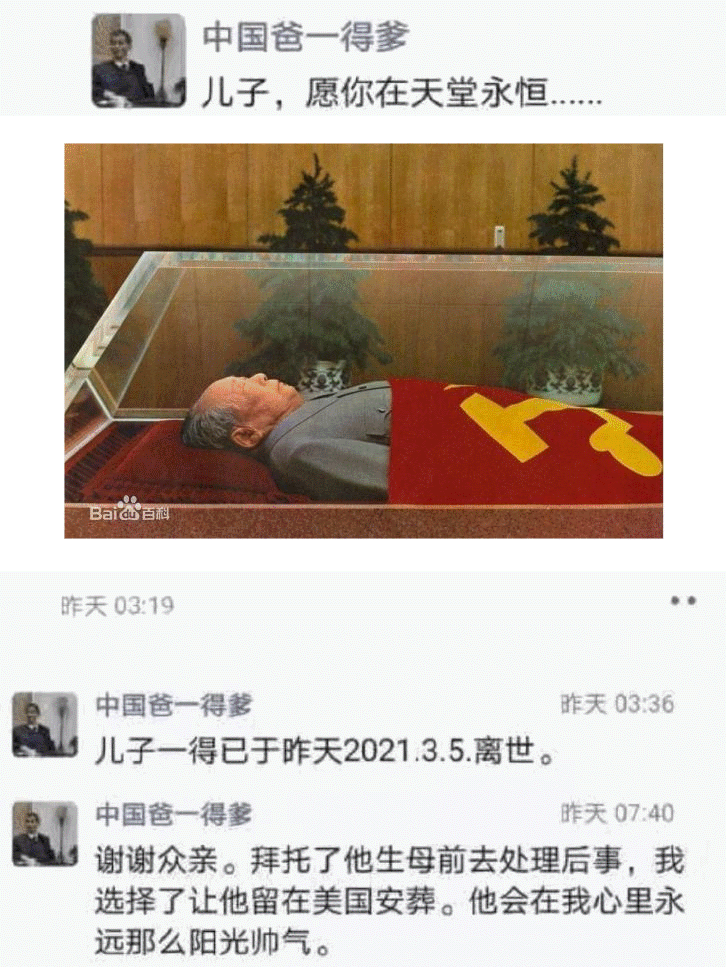 中国爸一得爹
儿子，愿你在天堂永恒......
Bai du 百科
昨天 03:19
中国爸一得爹
昨天 03:36
儿子一得已于昨天2021.3.5.离世。
中国爸一得爹
昨天 07:40
谢谢众亲。拜托了他生母前去处理后事，我
选择了让他留在美国安葬。他会在我心里永
远那么阳光帅气。